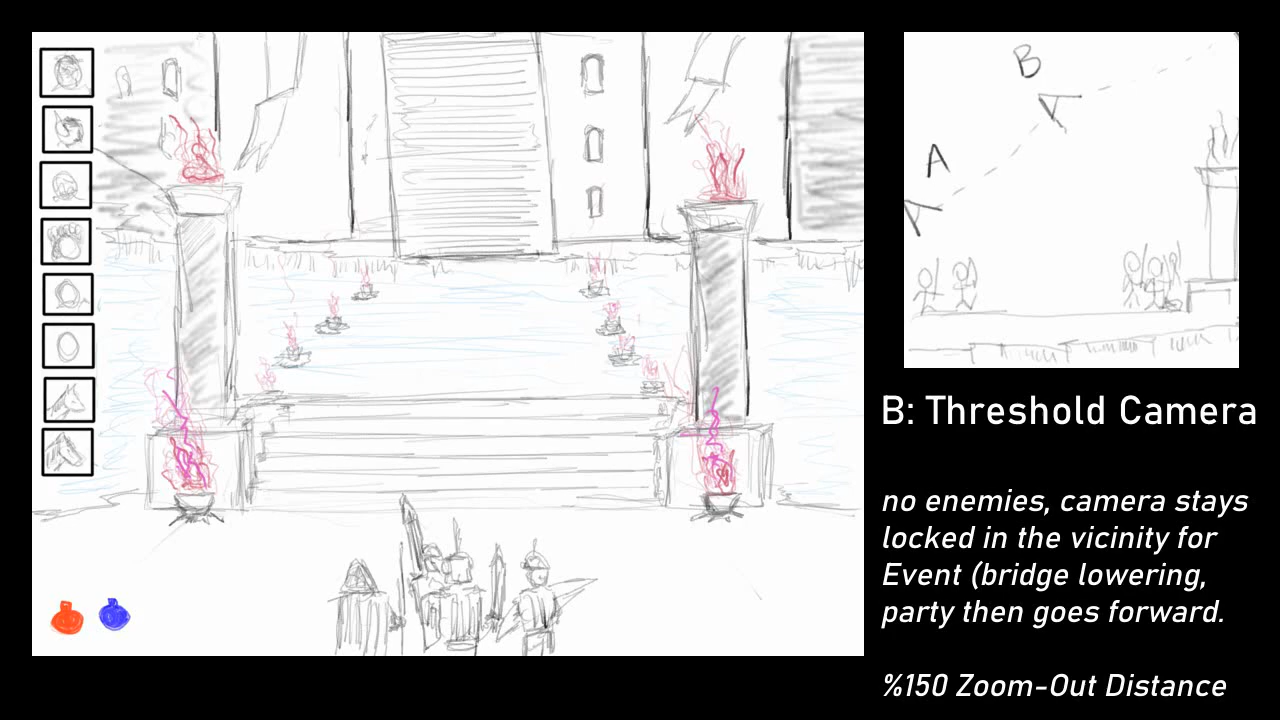 B
A
B: Threshold Camera
no enemies, camera stays
locked in the vicinity for
Event (bridge lowering,
party then goes forward.
%150 Zoom-Out Distance